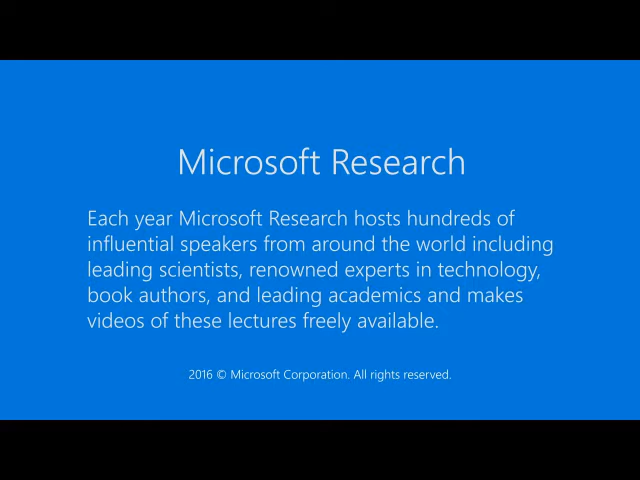 Microsoft Research
Each year Microsoft Research hosts hundreds of
influential speakers from around the world including
leading scientists, renowned experts in technology,
book authors, and leading academics and makes
videos of these lectures freely available.
2016 © Microsoft Corporation. All rights reserved.